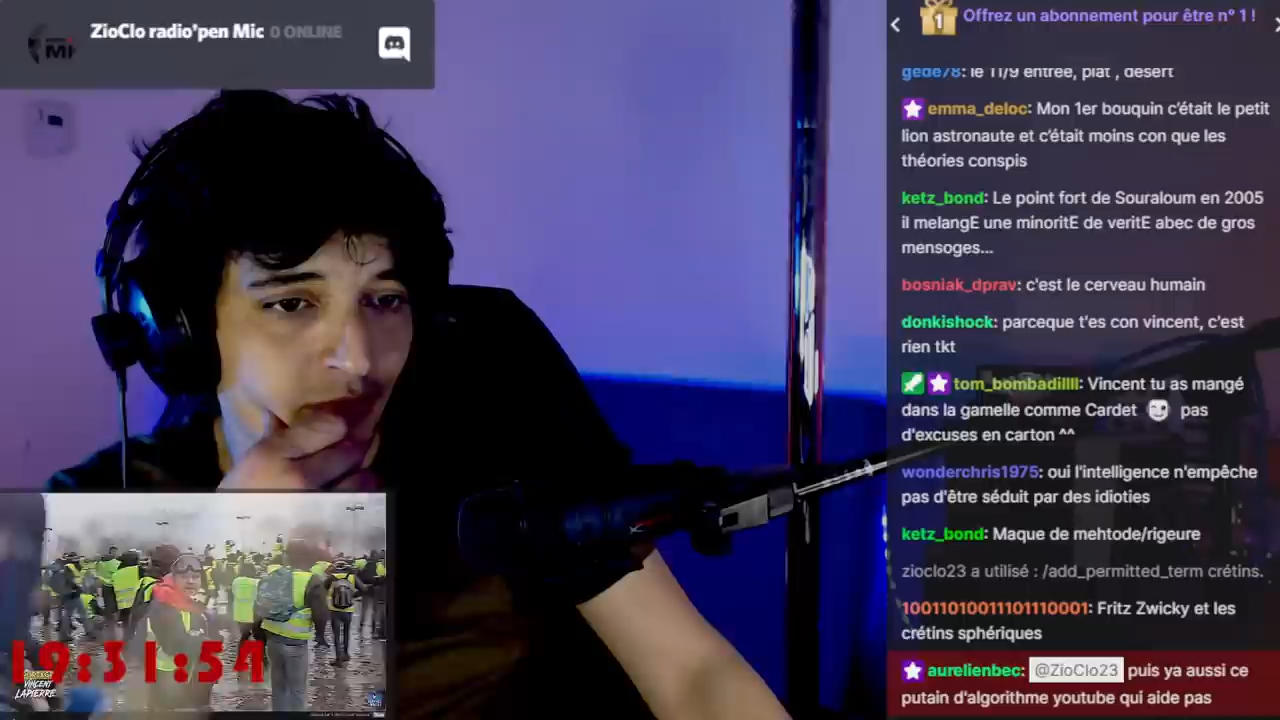 ZioClo radio'pen Mic 0 ONLINE
MI
1 Offrez un abonnement pour être n° 1 !
gede78: le 11/9 entrée, plat , desert
emma_deloc: Mon 1er bouquin c'était le petit
lion astronaute et c'était moins con que les
théories conspis
ketz_bond: Le point fort de Souraloum en 2005
il melangE une minoritE de veritE abec de gros
mensoges...
bosniak_dprav: c'est le cerveau humain
donkishock: parceque t'es con vincent, c'est
rien tkt
tom_bombadillll: Vincent tu as mangé
dans la gamelle comme Cardet pas
d'excuses en carton ^^
wonderchris1975: oui l'intelligence n'empêche
pas d'être séduit par des idioties
ketz_bond: Maque de mehtode/rigeure
zioclo23 a utilisé : /add_permitted_term crétins.
10011010011101110001: Fritz Zwicky et les
crétins sphériques
aurelienbec: @ZioClo23 puis ya aussi ce
putain d'algorithme youtube qui aide pas
19:31:54
VINCENT
LAPIERRE